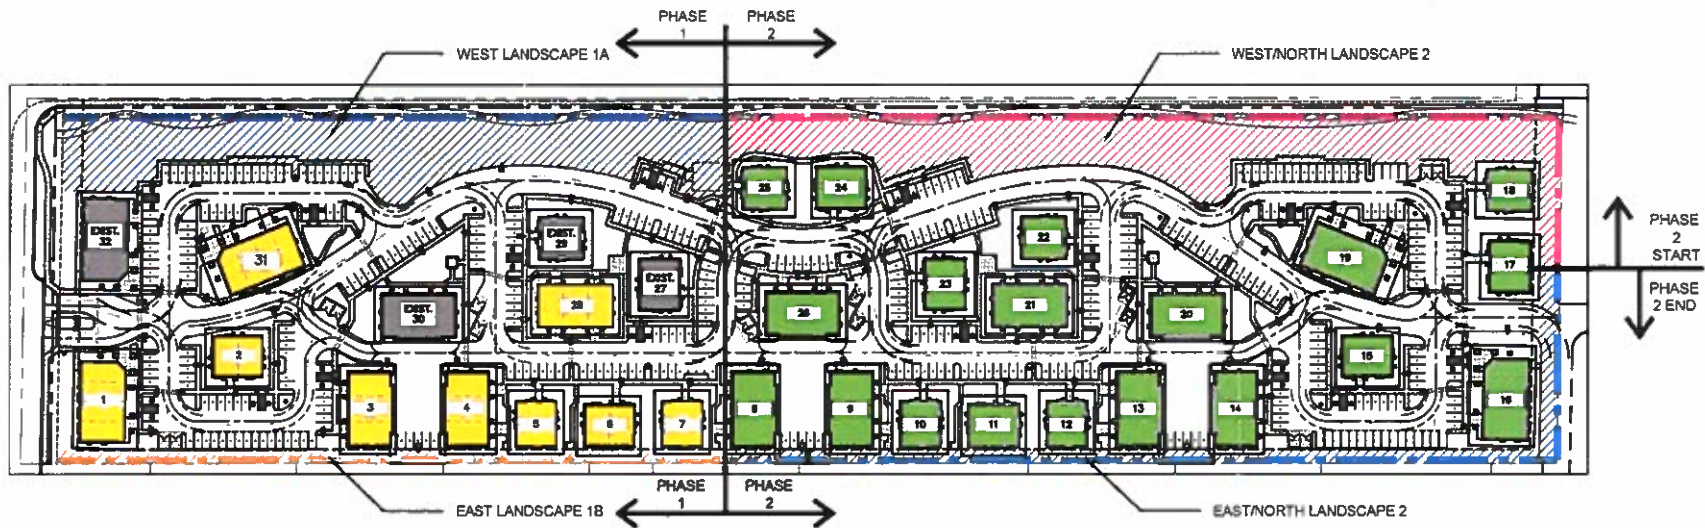 PHASE
1
PHASE
2
WEST LANDSCAPE 1A
WEST/NORTH LANDSCAPE 2
25
24
18
EXIST.
32
EXIST.
29
22
PHASE
2
START
31
19
17
EXIST.
27
23
PHASE
2 END
28
21
EXIST.
30
26
20
2
15
1
3
4
8
9
13
14
16
5
6
7
10
11
12
PHASE
1
PHASE
2
EAST LANDSCAPE 1B
EAST/NORTH LANDSCAPE 2